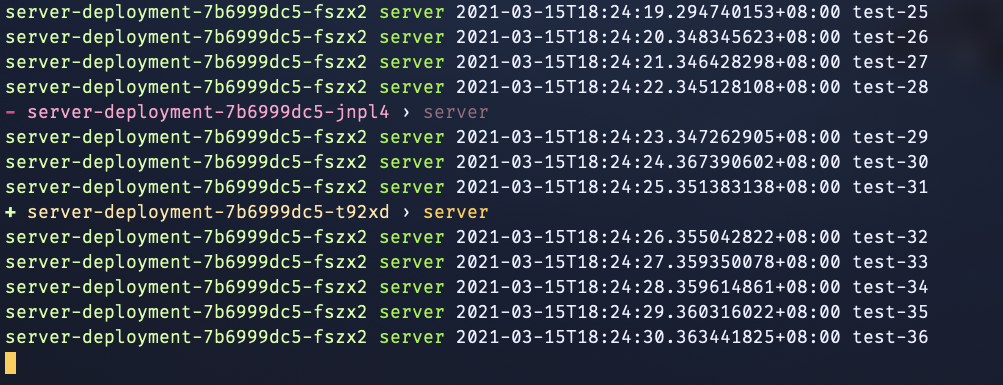 server-deployment-7b6999dc5-fszx2 server 2021-03-15T18:24:19.294740153+08:00 test-25
server-deployment-7b6999dc5-fszx2 server 2021-03-15T18:24:20.348345623+08:00 test-26
server-deployment-7b6999dc5-fszx2 server 2021-03-15T18:24:21.346428298+08:00 test-27
server-deployment-7b6999dc5-fszx2 server 2021-03-15T18:24:22.345128108+08:00 test-28
- server-deployment-7b6999dc5-jnpl4 › server
server-deployment-7b6999dc5-fszx2 server 2021-03-15T18:24:23.347262905+08:00 test-29
server-deployment-7b6999dc5-fszx2 server 2021-03-15T18:24:24.367390602+08:00 test-30
server-deployment-7b6999dc5-fszx2 server 2021-03-15T18:24:25.351383138+08:00 test-31
+ server-deployment-7b6999dc5-t92xd › server
server-deployment-7b6999dc5-fszx2 server 2021-03-15T18:24:26.355042822+08:00 test-32
server-deployment-7b6999dc5-fszx2 server 2021-03-15T18:24:27.359350078+08:00 test-33
server-deployment-7b6999dc5-fszx2 server 2021-03-15T18:24:28.359614861+08:00 test-34
server-deployment-7b6999dc5-fszx2 server 2021-03-15T18:24:29.360316022+08:00 test-35
server-deployment-7b6999dc5-fszx2 server 2021-03-15T18:24:30.363441825+08:00 test-36